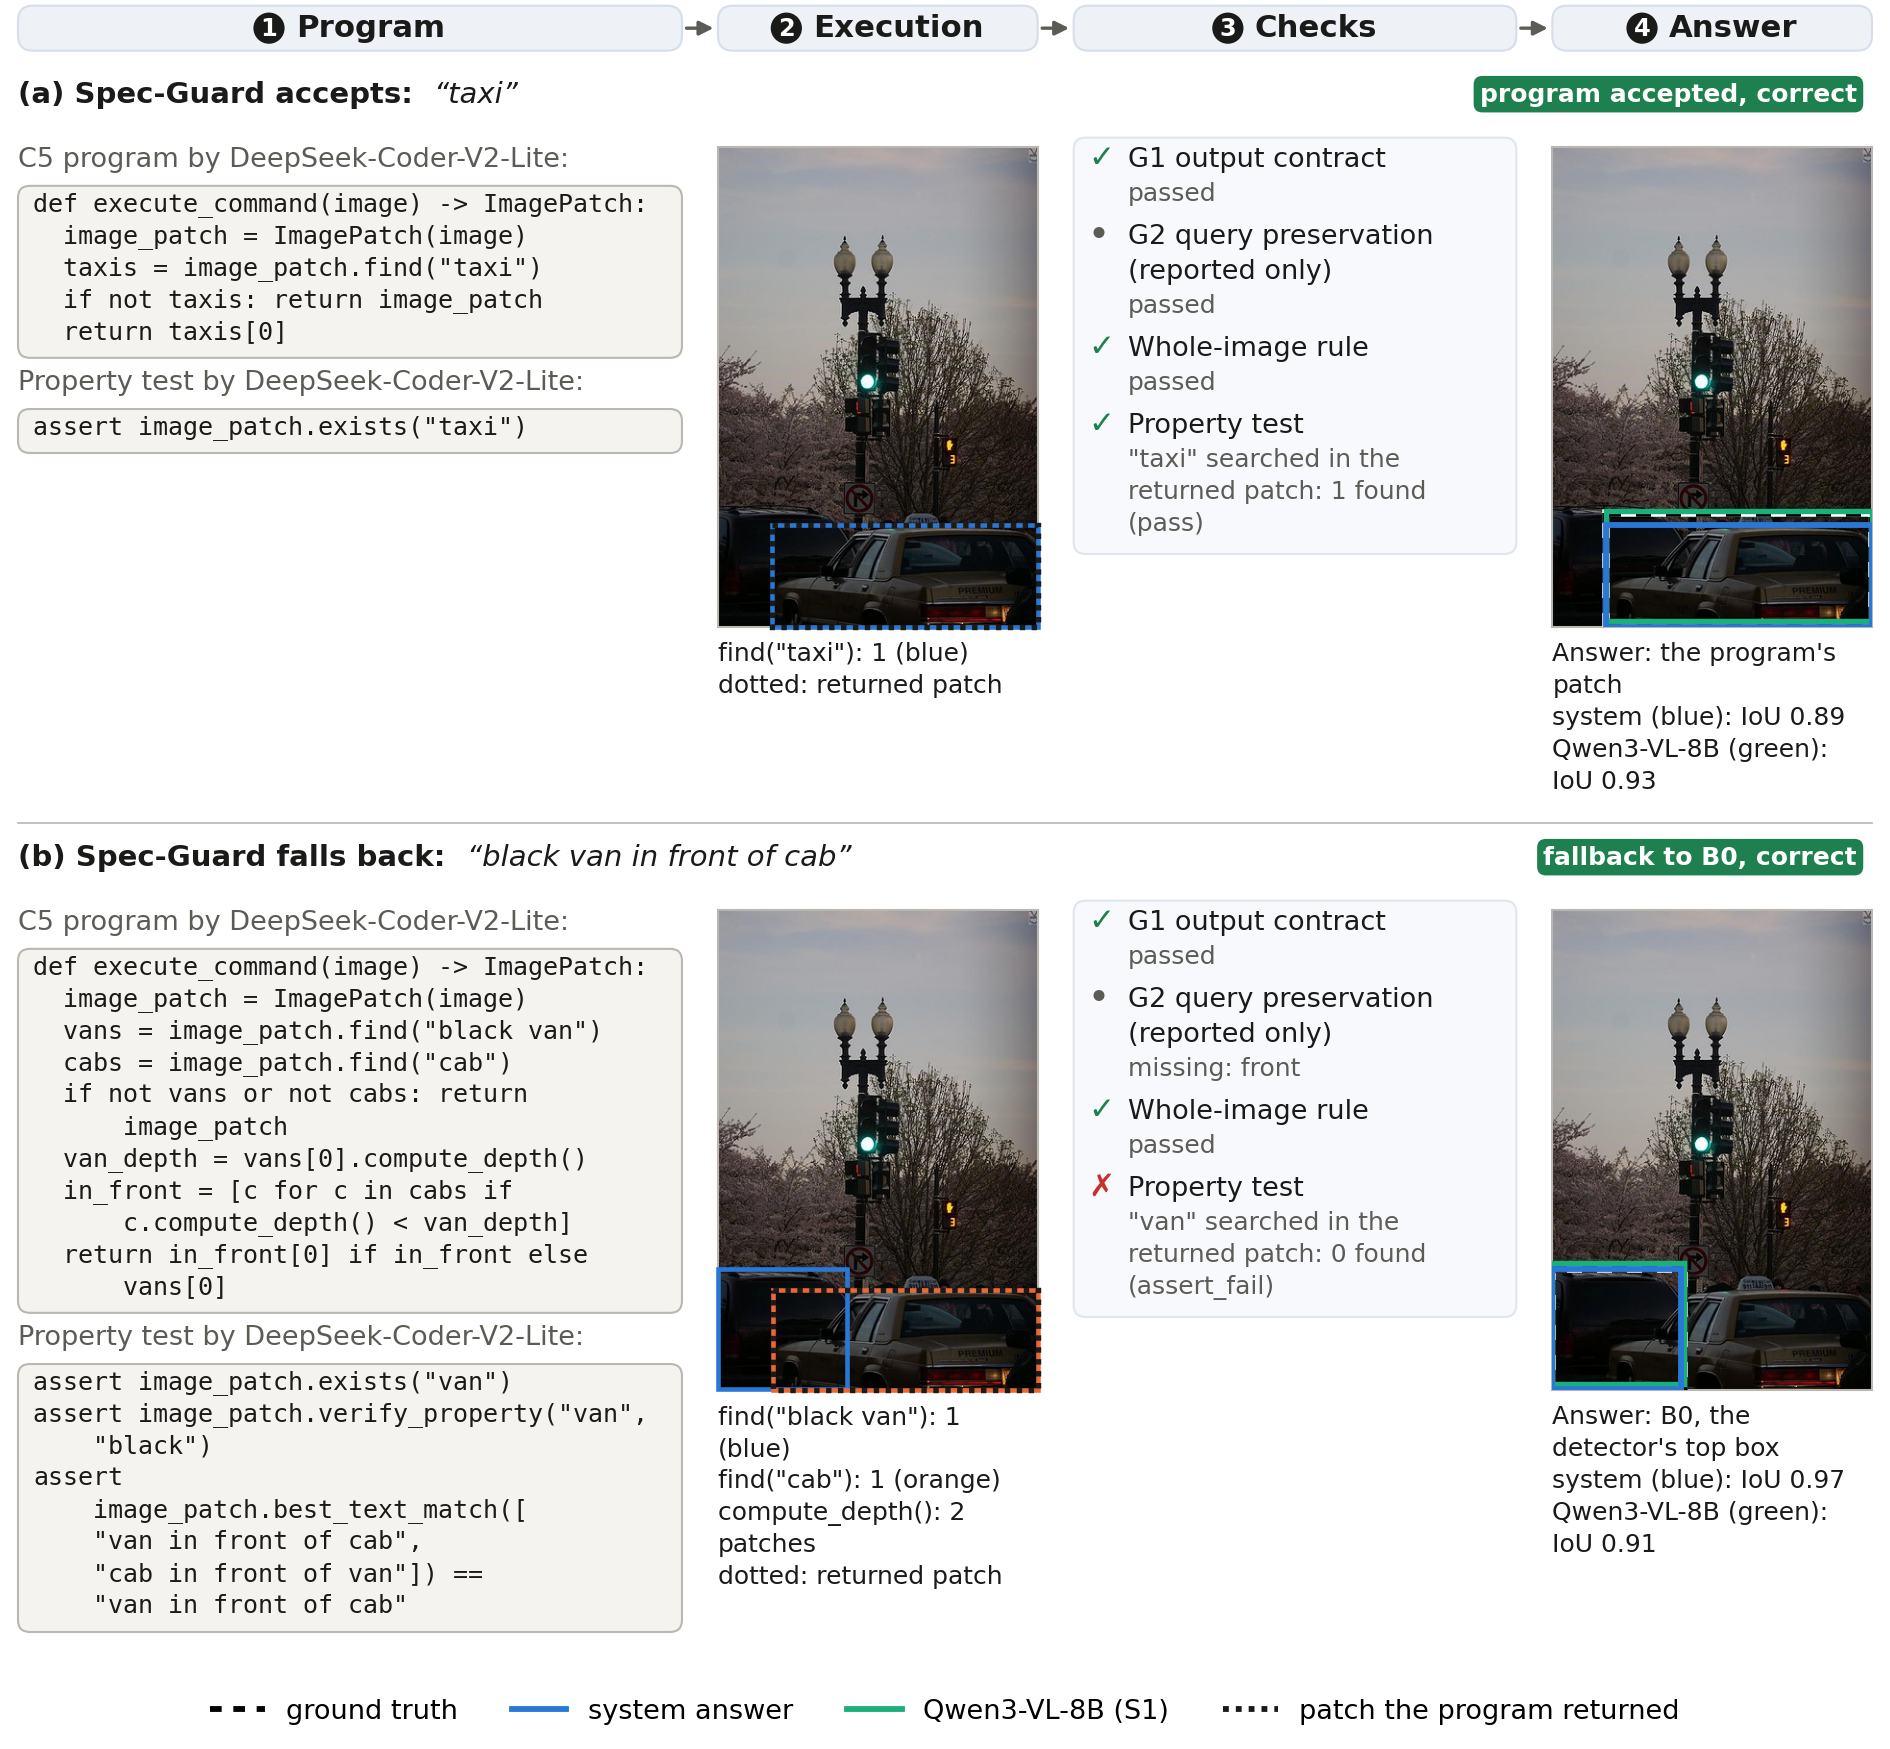 1 Program
2 Execution
3 Checks
4 Answer
(a) Spec-Guard accepts: “taxi”
program accepted, correct
C5 program by DeepSeek-Coder-V2-Lite:
def execute_command(image) -> ImagePatch:
image_patch = ImagePatch(image)
taxis = image_patch.find("taxi")
if not taxis: return image_patch
return taxis[0]
Property test by DeepSeek-Coder-V2-Lite:
assert image_patch.exists("taxi")
PREMIUM
find("taxi"): 1 (blue)
dotted: returned patch
✓ G1 output contract
passed
• G2 query preservation
(reported only)
passed
✓ Whole-image rule
passed
✓ Property test
"taxi" searched in the
returned patch: 1 found
(pass)
PREMIUM
Answer: the program's
patch
system (blue): IoU 0.89
Qwen3-VL-8B (green):
IoU 0.93
(b) Spec-Guard falls back: “black van in front of cab”
fallback to B0, correct
C5 program by DeepSeek-Coder-V2-Lite:
def execute_command(image) -> ImagePatch:
image_patch = ImagePatch(image)
vans = image_patch.find("black van")
cabs = image_patch.find("cab")
if not vans or not cabs: return
image_patch
van_depth = vans[0].compute_depth()
in_front = [c for c in cabs if
c.compute_depth() < van_depth]
return in_front[0] if in_front else
vans[0]
Property test by DeepSeek-Coder-V2-Lite:
assert image_patch.exists("van")
assert image_patch.verify_property("van",
"black")
assert
image_patch.best_text_match([
"van in front of cab",
"cab in front of van"]) ==
"van in front of cab"
PREMIUM
find("black van"): 1
(blue)
find("cab"): 1 (orange)
compute_depth(): 2
patches
dotted: returned patch
✓ G1 output contract
passed
• G2 query preservation
(reported only)
missing: front
✓ Whole-image rule
passed
✗ Property test
"van" searched in the
returned patch: 0 found
(assert_fail)
PREMIUM
Answer: B0, the
detector's top box
system (blue): IoU 0.97
Qwen3-VL-8B (green):
IoU 0.91
ground truth
system answer
Qwen3-VL-8B (S1)
patch the program returned